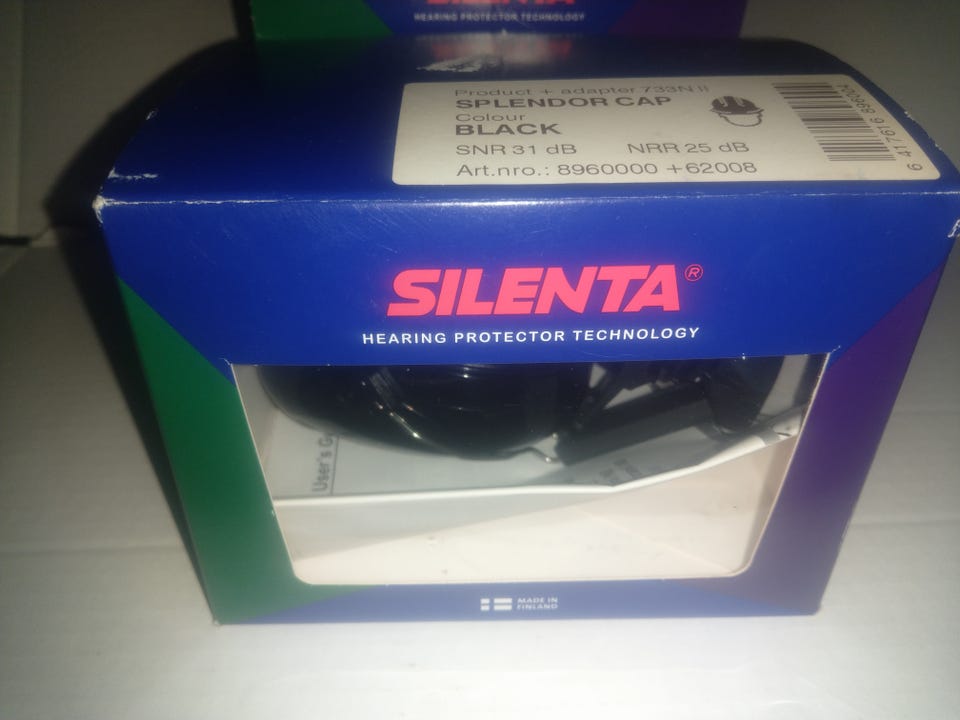 SILENTA
HEARING PROTECTOR TECHNOLOGY
Product + adapter 733N II
SPLENDOR CAP
Colour
BLACK
SNR 31 dB NRR 25 dB
Art.nro.: 8960000 +62008
SILENTA®
HEARING PROTECTOR TECHNOLOGY
User's
MADE IN
FINLAND